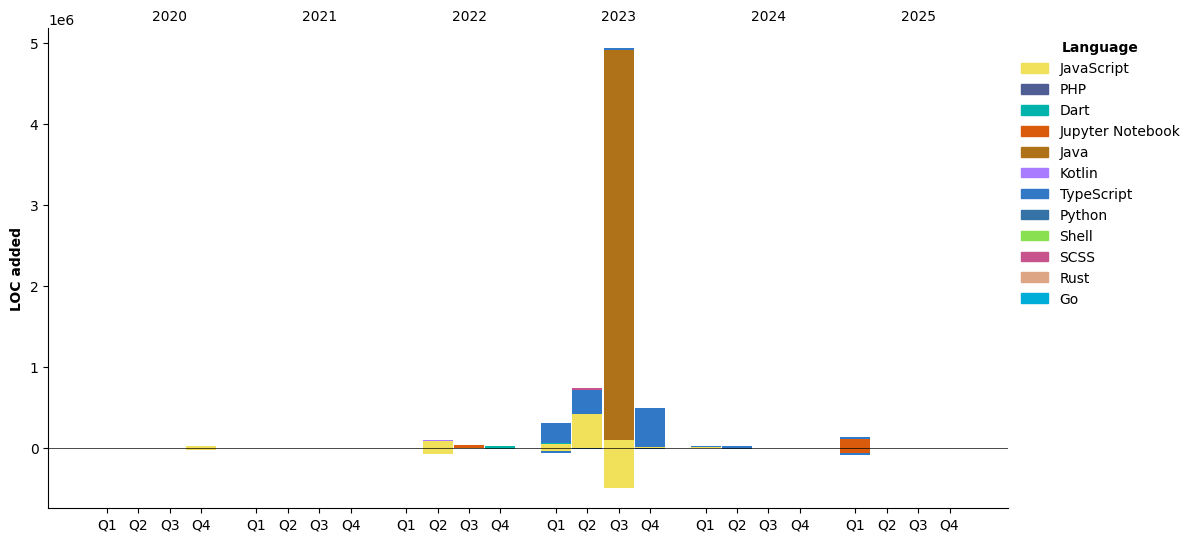 1e6
2020 2021 2022 2023 2024 2025
5
4
3
2
1
0
LOC added
Q1 Q2 Q3 Q4 Q1 Q2 Q3 Q4 Q1 Q2 Q3 Q4 Q1 Q2 Q3 Q4 Q1 Q2 Q3 Q4 Q1 Q2 Q3 Q4
Language
JavaScript
PHP
Dart
Jupyter Notebook
Java
Kotlin
TypeScript
Python
Shell
SCSS
Rust
Go